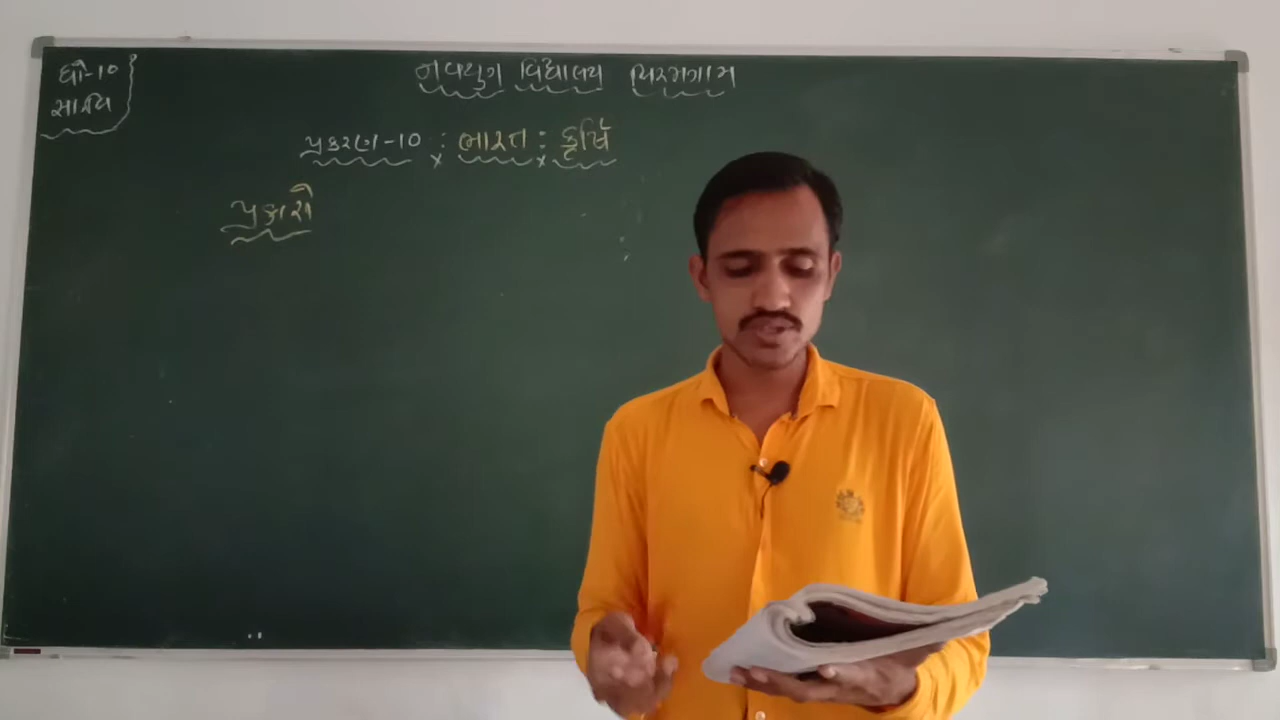 ધો-10
સા.વિ
નવયુગ વિદ્યાલય વિરમગામ
પ્રકરણ-10 : ભારત : કૃષિ
પ્રકારો